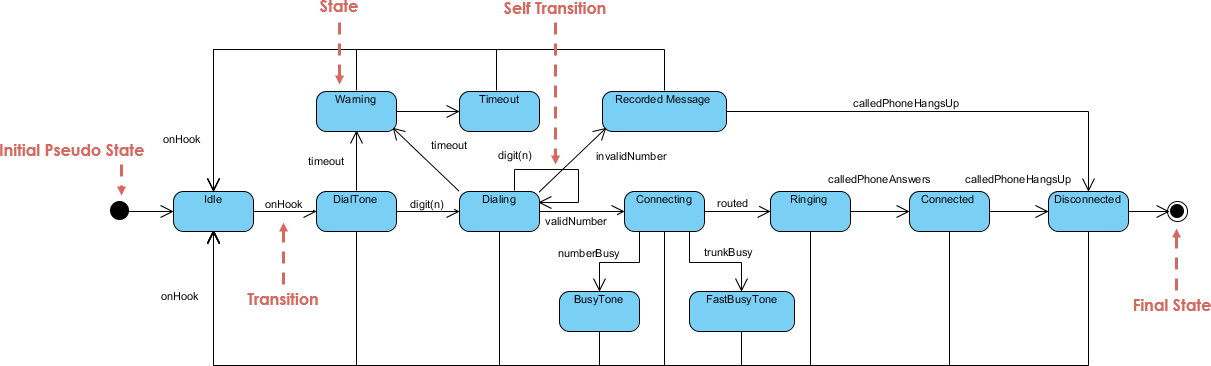 State
Self Transition
Warning
Timeout
Recorded Message
calledPhoneHangsUp
onHook
Initial Pseudo State
timeout
timeout
digit(n)
invalidNumber
calledPhoneAnswers
calledPhoneHangsUp
Idle
onHook
DialTone
digit(n)
Dialing
validNumber
Connecting
routed
Ringing
Connected
Disconnected
numberBusy
trunkBusy
onHook
Transition
BusyTone
FastBusyTone
Final State